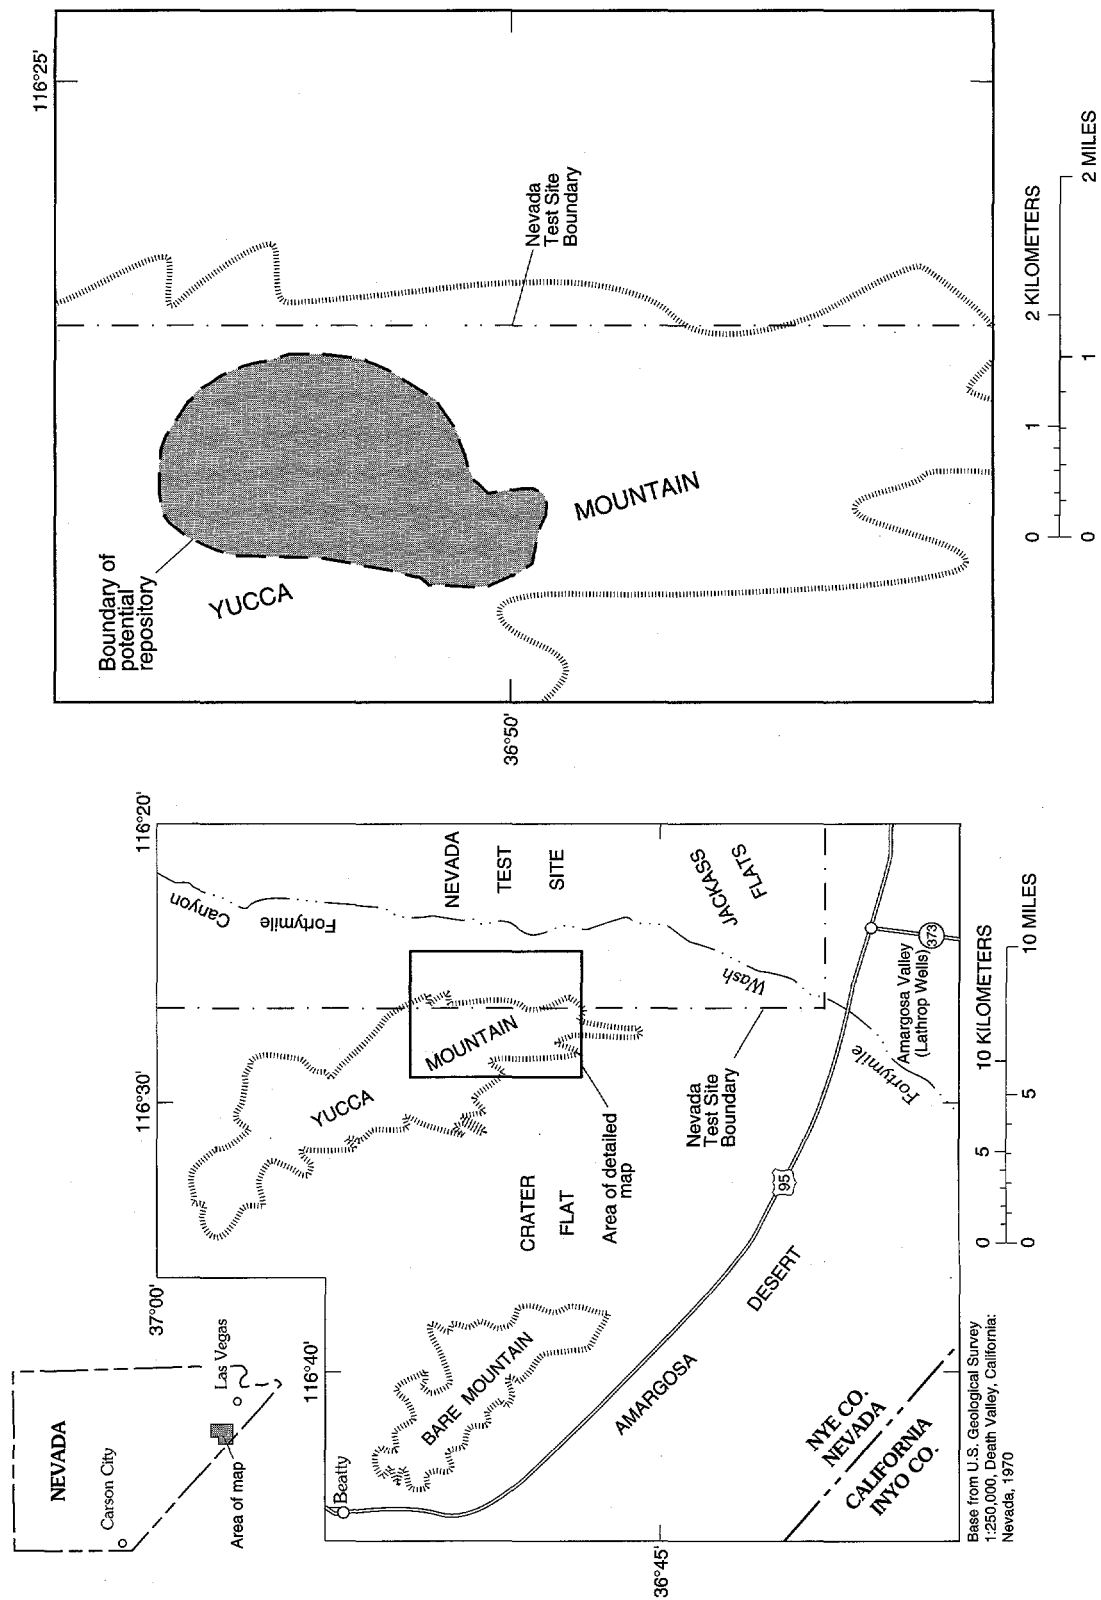 NEVADA
Carson City
Las Vegas
Area of map
37°00'
116°40'
116°30'
116°20'
36°45'
Beatty
BARE MOUNTAIN
CRATER
FLAT
YUCCA
MOUNTAIN
Area of detailed
map
Canyon
Fortymile
NEVADA
TEST
SITE
JACKASS
FLATS
Wash
Nevada
Test Site
Boundary
Fortymile
Amargosa Valley
(Lathrop Wells)
373
95
AMARGOSA
DESERT
NYE CO.
NEVADA
CALIFORNIA
INYO CO.
Base from U.S. Geological Survey
1:250,000, Death Valley, California:
Nevada, 1970
0 5 10 KILOMETERS
0 5 10 MILES
116°25'
36°50'
Boundary of
potential
repository
YUCCA
MOUNTAIN
Nevada
Test Site
Boundary
0 1 2 KILOMETERS
0 1 2 MILES